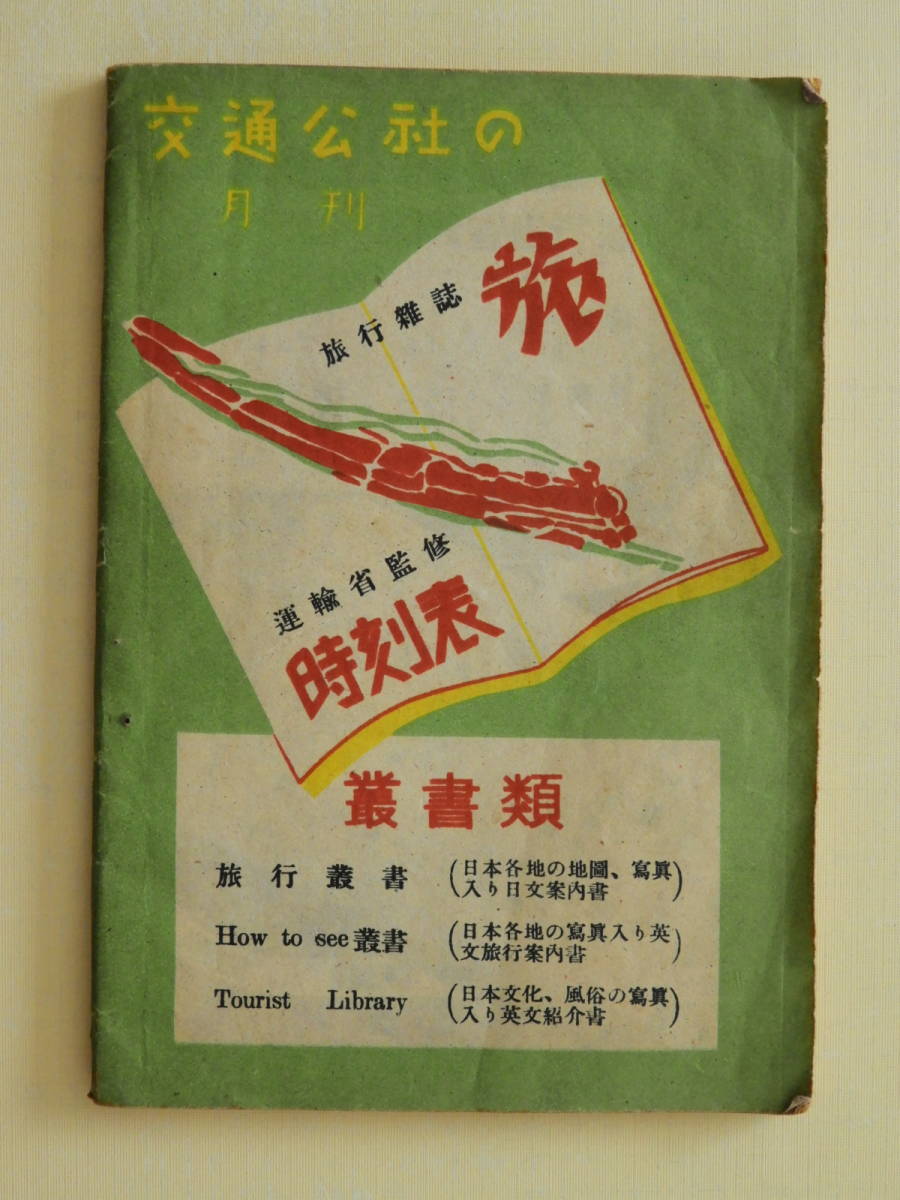 交通公社の
月刊
旅行雜誌
旅
運輸省監修
時刻表
叢書類
旅行叢書 (日本各地の地圖、寫眞
入り日文案內書)
How to see叢書 (日本各地の寫眞入り英
文旅行案內書)
Tourist Library (日本文化、風俗の寫眞
入り英文紹介書)